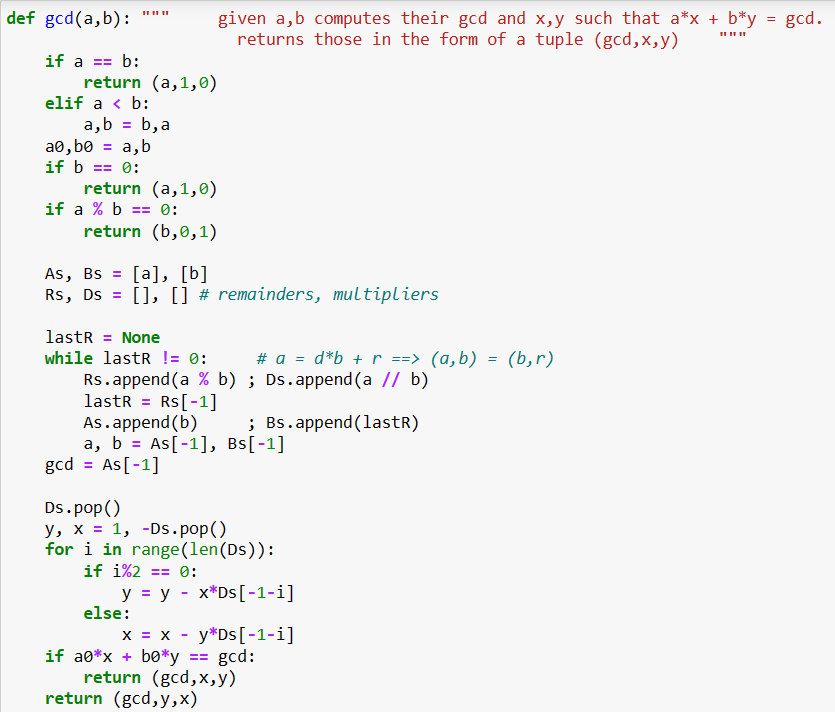 def gcd(a,b): """     given a,b computes their gcd and x,y such that a*x + b*y = gcd.
                        returns those in the form of a tuple (gcd,x,y)    """
    if a == b:
        return (a,1,0)
    elif a < b:
        a,b = b,a
    a0,b0 = a,b
    if b == 0:
        return (a,1,0)
    if a % b == 0:
        return (b,0,1)

    As, Bs = [a], [b]
    Rs, Ds = [], [] # remainders, multipliers

    lastR = None
    while lastR != 0:     # a = d*b + r ==> (a,b) = (b,r)
        Rs.append(a % b) ; Ds.append(a // b)
        lastR = Rs[-1]
        As.append(b)     ; Bs.append(lastR)
        a, b = As[-1], Bs[-1]
    gcd = As[-1]

    Ds.pop()
    y, x = 1, -Ds.pop()
    for i in range(len(Ds)):
        if i%2 == 0:
            y = y - x*Ds[-1-i]
        else:
            x = x - y*Ds[-1-i]
    if a0*x + b0*y == gcd:
        return (gcd,x,y)
    return (gcd,y,x)